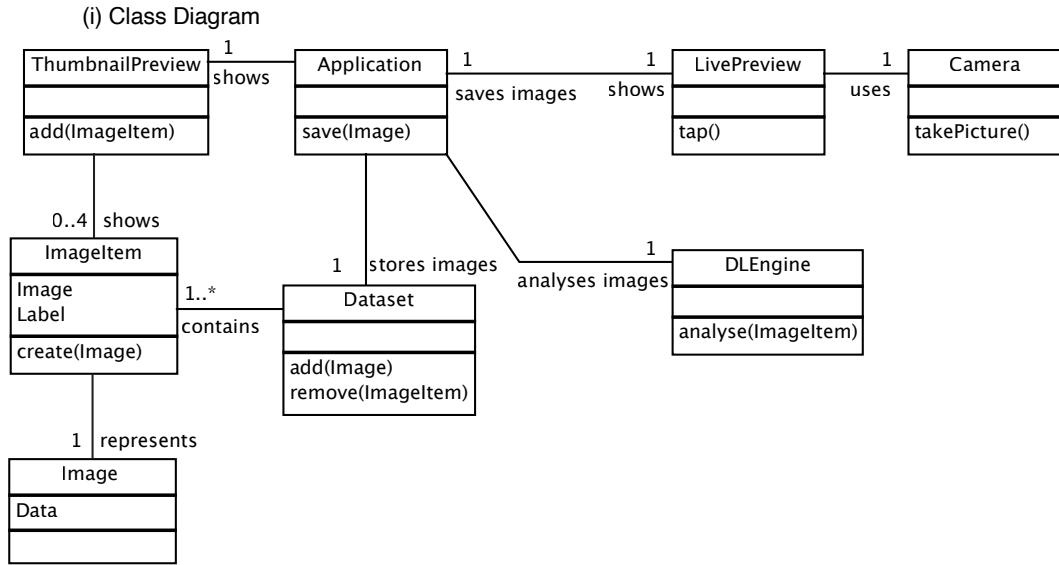 (i) Class Diagram
ThumbnailPreview
add(ImageItem)
1
shows
Application
save(Image)
1
saves images
1
shows
LivePreview
tap()
1
uses
Camera
takePicture()
0..4 shows
ImageItem
Image
Label
create(Image)
1..*
contains
1 stores images
Dataset
add(Image)
remove(ImageItem)
1
analyses images
DLEngine
analyse(ImageItem)
1 represents
Image
Data